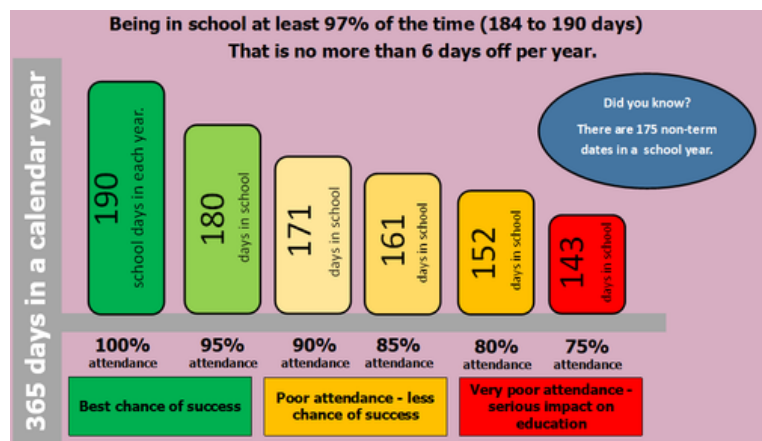 Being in school at least 97% of the time (184 to 190 days)
That is no more than 6 days off per year.
365 days in a calendar year
Did you know?
There are 175 non-term
dates in a school year.
190
school days in each year.
180
days in school
171
days in school
161
days in school
152
days in school
143
days in school
100%
attendance
95%
attendance
90%
attendance
85%
attendance
80%
attendance
75%
attendance
Best chance of success
Poor attendance - less
chance of success
Very poor attendance -
serious impact on
education